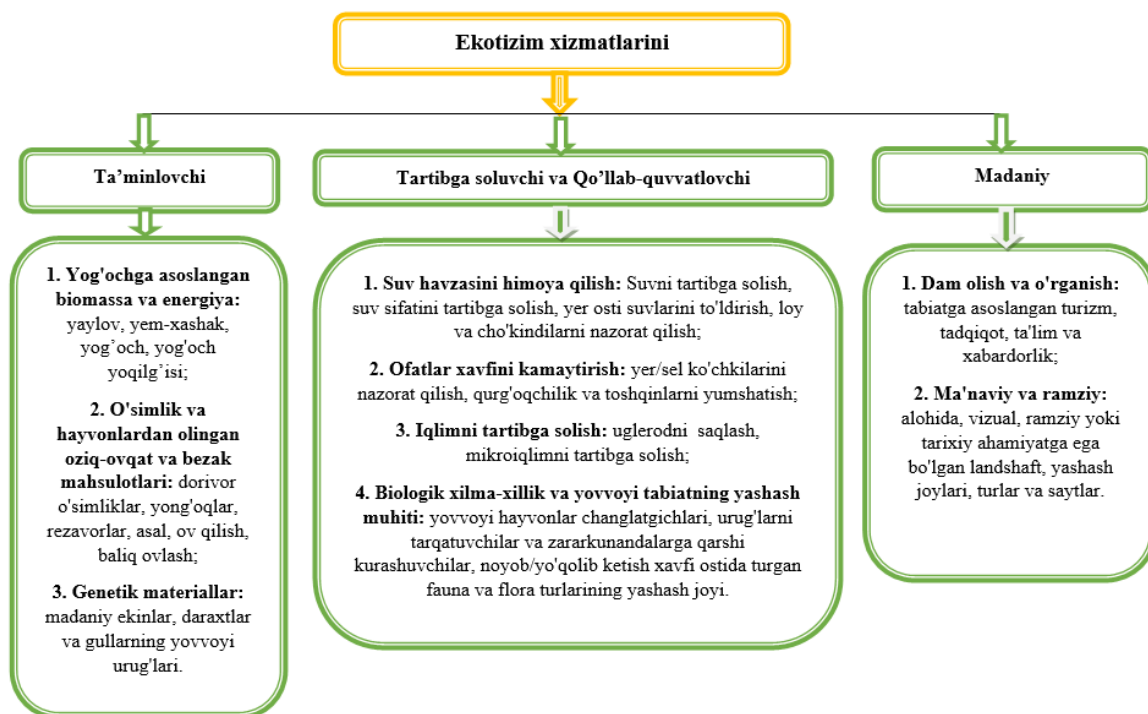 Ekotizim xizmatlarini
Ta’minlovchi
Tartibga soluvchi va Qo’llab-quvvatlovchi
Madaniy
1. Yog'ochga asoslangan
biomassa va energiya:
yaylov, yem-xashak,
yog’och, yog'och
yoqilg’isi;
2. O'simlik va
hayvonlardan olingan
oziq-ovqat va bezak
mahsulotlari: dorivor
o'simliklar, yong'oqlar,
rezavorlar, asal, ov qilish,
baliq ovlash;
3. Genetik materiallar:
madaniy ekinlar, daraxtlar
va gullarning yovvoyi
urug'lari.
1. Suv havzasini himoya qilish: Suvni tartibga solish,
suv sifatini tartibga solish, yer osti suvlarini to'ldirish, loy
va cho'kindilarni nazorat qilish;
2. Ofatlar xavfini kamaytirish: yer/sel ko'chkilarini
nazorat qilish, qurg'oqchilik va toshqinlarni yumshatish;
3. Iqlimni tartibga solish: uglerodni saqlash,
mikroiqlimni tartibga solish;
4. Biologik xilma-xillik va yovvoyi tabiatning yashash
muhiti: yovvoyi hayvonlar changlatgichlari, urug'larni
tarqatuvchilar va zararkunandalarga qarshi
kurashuvchilar, noyob/yo'qolib ketish xavfi ostida turgan
fauna va flora turlarining yashash joyi.
1. Dam olish va o'rganish:
tabiatga asoslangan turizm,
tadqiqot, ta'lim va
xabardorlik;
2. Ma'naviy va ramziy:
alohida, vizual, ramziy yoki
tarixiy ahamiyatga ega
bo'lgan landshaft, yashash
joylari, turlar va saytlar.